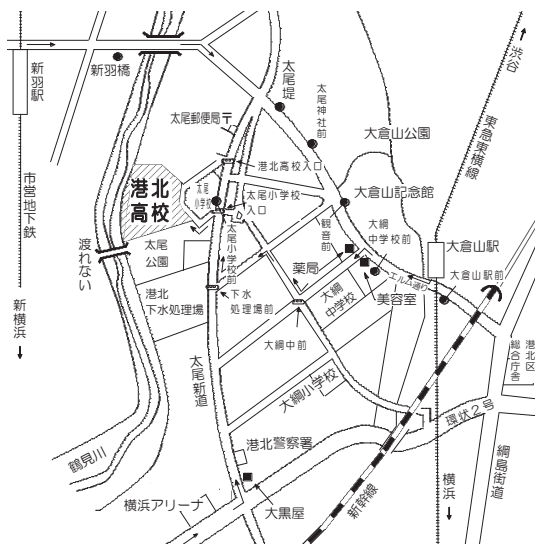 新羽駅
新羽橋
太尾堤
太尾郵便局〒
太尾神社前
大倉山公園
渋谷
東急東横線
港北高校入口
港北
高校
太尾
小学校
太尾小学校
入口
大倉山記念館
市営地下鉄
渡れない
太尾
公園
太尾小学校前
観音前
大綱
中学校前
大倉山駅
大倉山駅前
エルム通り
薬局
美容室
大綱
中学校
港北
下水処理場
下水
処理場前
新横浜
大綱中前
太尾新道
大綱小学校
港北区
総合庁舎
環状2号
綱島街道
鶴見川
港北警察署
横浜アリーナ
大黒屋
新幹線
横浜